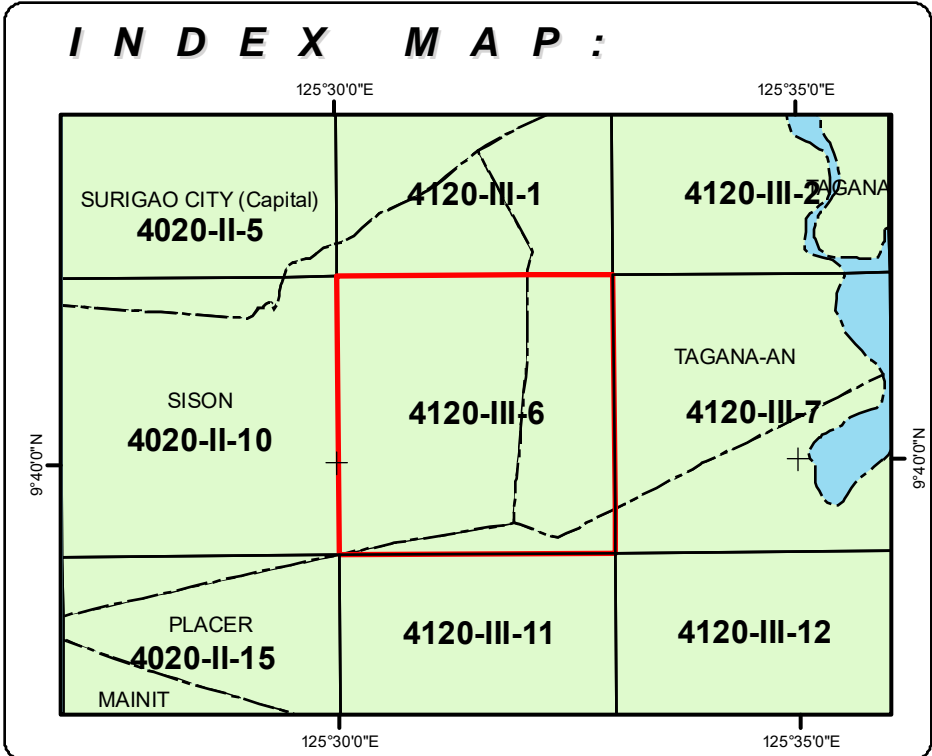 INDEX MAP:
125°30'0"E
125°35'0"E
SURIGAO CITY (Capital)
4020-II-5
4120-III-1
4120-III-2
TAGANA
TAGANA-AN
SISON
4020-II-10
4120-III-6
4120-III-7
9°40'0"N
9°40'0"N
PLACER
4020-II-15
MAINIT
4120-III-11
4120-III-12
125°30'0"E
125°35'0"E